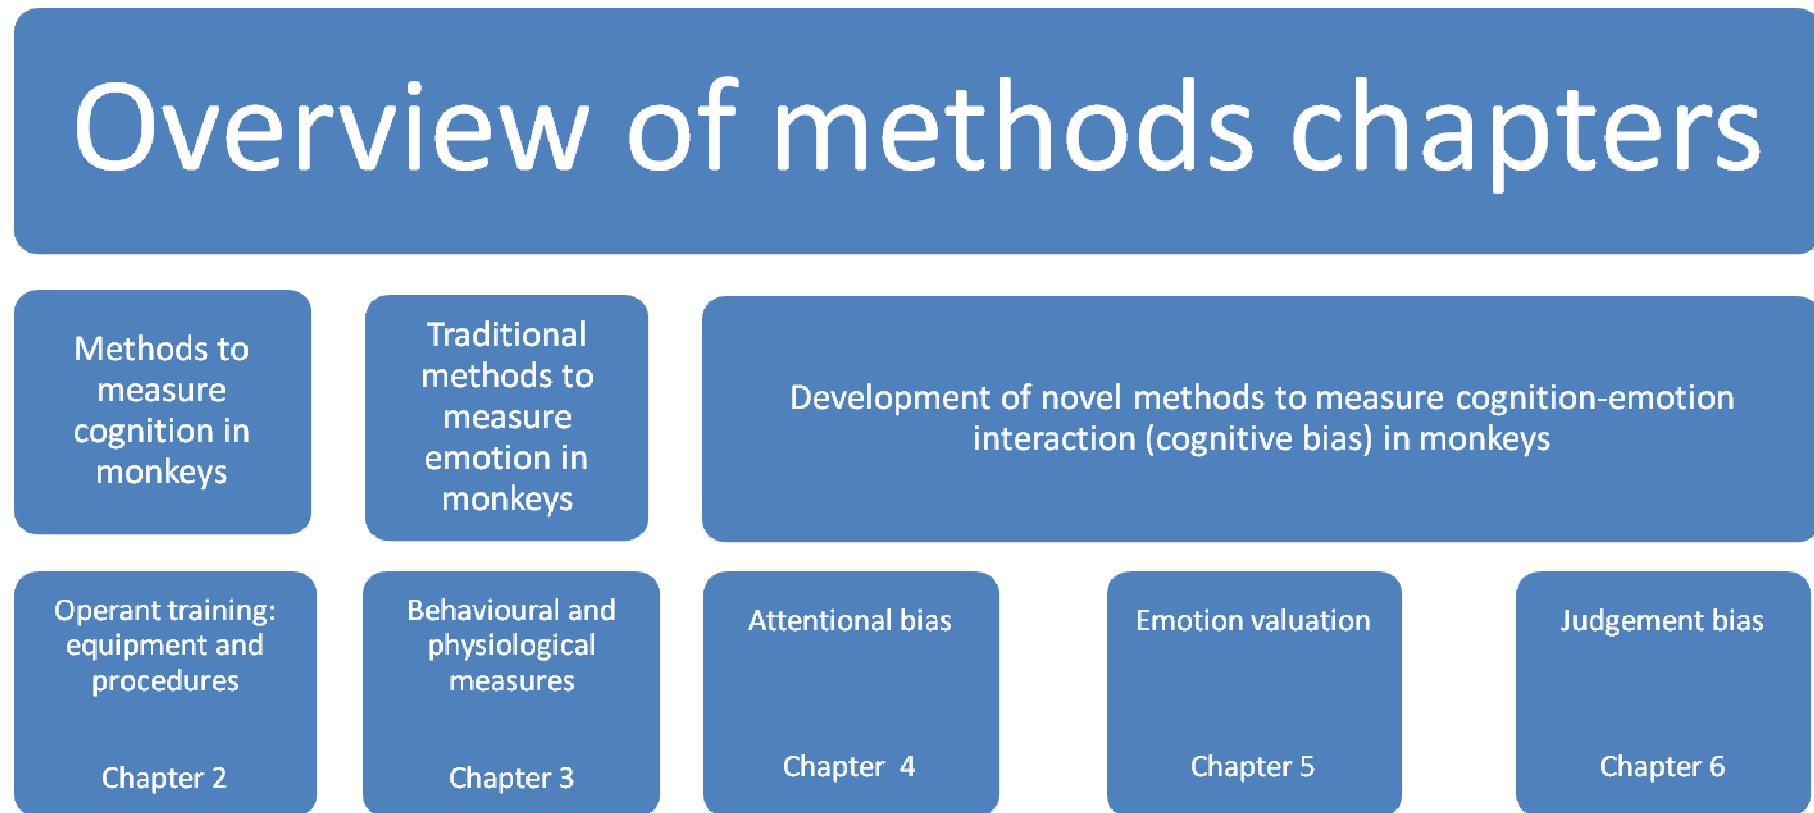 Overview of methods chapters
Methods to
measure
cognition in
monkeys
Traditional
methods to
measure
emotion in
monkeys
Development of novel methods to measure cognition-emotion
interaction (cognitive bias) in monkeys
Operant training:
equipment and
procedures
Chapter 2
Behavioural and
physiological
measures
Chapter 3
Attentional bias
Chapter  4
Emotion valuation
Chapter 5
Judgement bias
Chapter 6